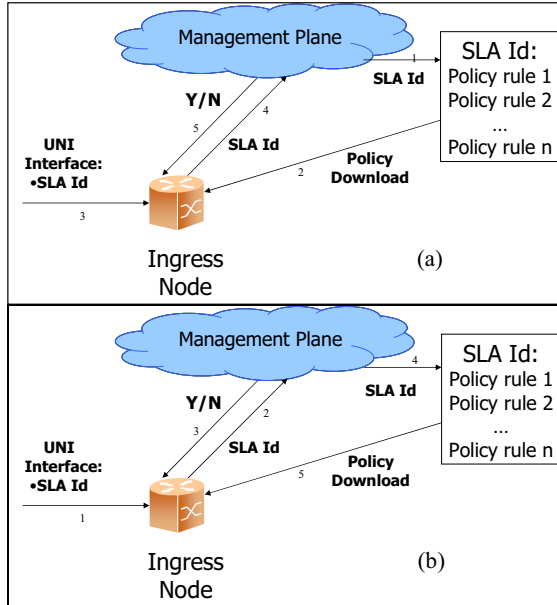 Management Plane
1
SLA Id
SLA Id:
Policy rule 1
Policy rule 2
...
Policy rule n
Y/N
4
5
SLA Id
UNI
Interface:
•SLA Id
3
2
Policy
Download
Ingress
Node
(a)
Management Plane
4
SLA Id
SLA Id:
Policy rule 1
Policy rule 2
...
Policy rule n
Y/N
2
3
SLA Id
UNI
Interface:
•SLA Id
1
5
Policy
Download
Ingress
Node
(b)